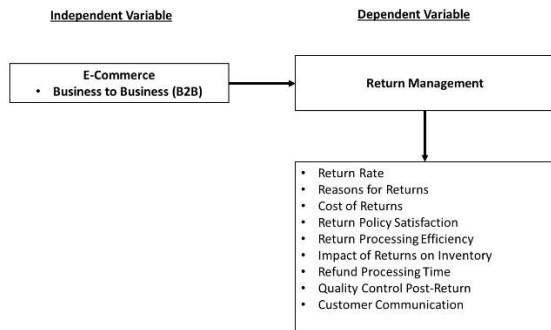 Independent Variable
Dependent Variable
E-Commerce
• Business to Business (B2B)
Return Management
• Return Rate
• Reasons for Returns
• Cost of Returns
• Return Policy Satisfaction
• Return Processing Efficiency
• Impact of Returns on Inventory
• Refund Processing Time
• Quality Control Post-Return
• Customer Communication